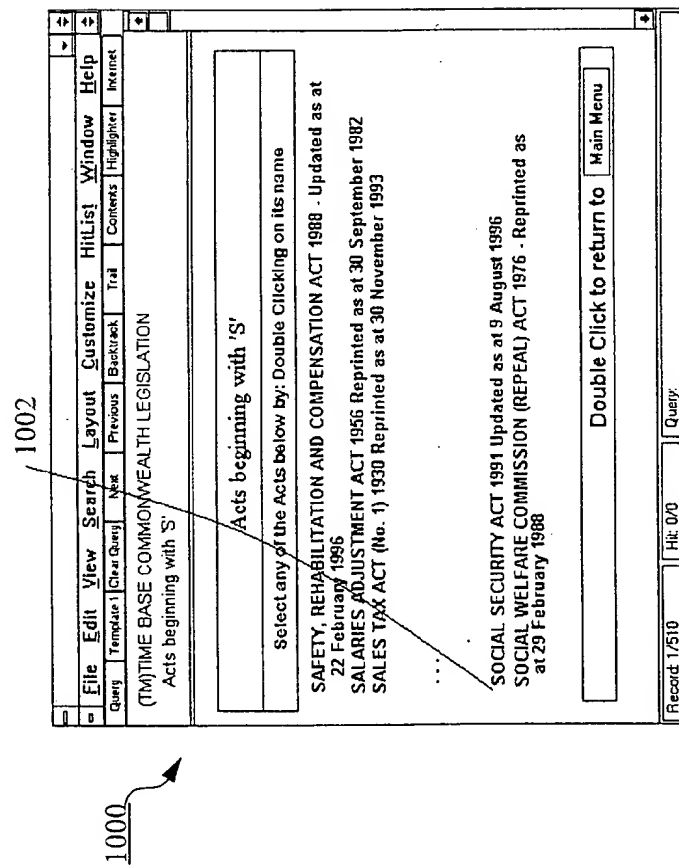 1000
1002
File Edit View Search Layout Customize HitList Window Help
Query Template 1 Clear Query Next Previous Backtrack Trail Contents Highlighter Internet
(TM)TIME BASE COMMONWEALTH LEGISLATION
Acts beginning with 'S'
Acts beginning with 'S'
Select any of the Acts below by: Double Clicking on its name
SAFETY, REHABILITATION AND COMPENSATION ACT 1988 - Updated as at
22 February 1996
SALARIES ADJUSTMENT ACT 1956 Reprinted as at 30 September 1982
SALES TAX ACT (No. 1) 1930 Reprinted as at 30 November 1993
. . . .
SOCIAL SECURITY ACT 1991 Updated as at 9 August 1996
SOCIAL WELFARE COMMISSION (REPEAL) ACT 1976 - Reprinted as
at 29 February 1988
Double Click to return to Main Menu
Record: 1/510 Hit: 0/0 Query: